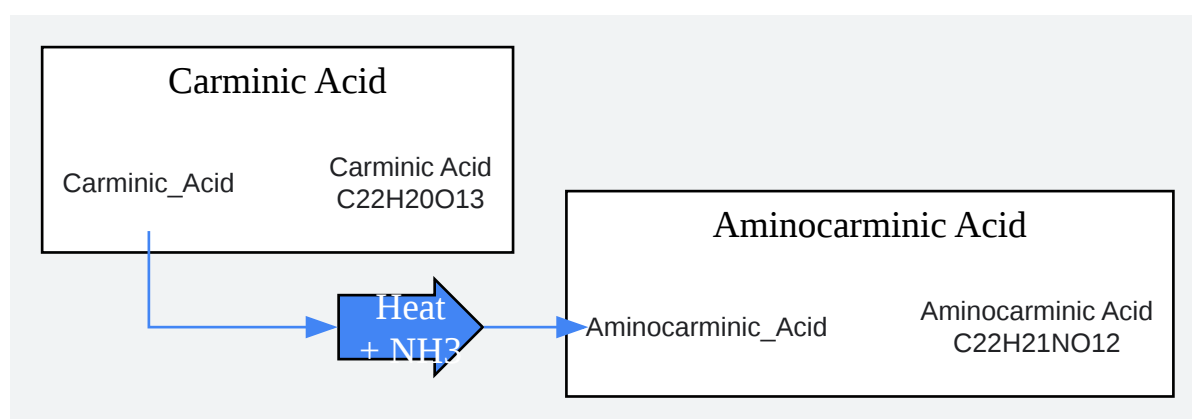 Carminic Acid
Carminic_Acid
Carminic Acid
C22H20O13
Heat
+ NH3
Aminocarminic Acid
Aminocarminic_Acid
Aminocarminic Acid
C22H21NO12